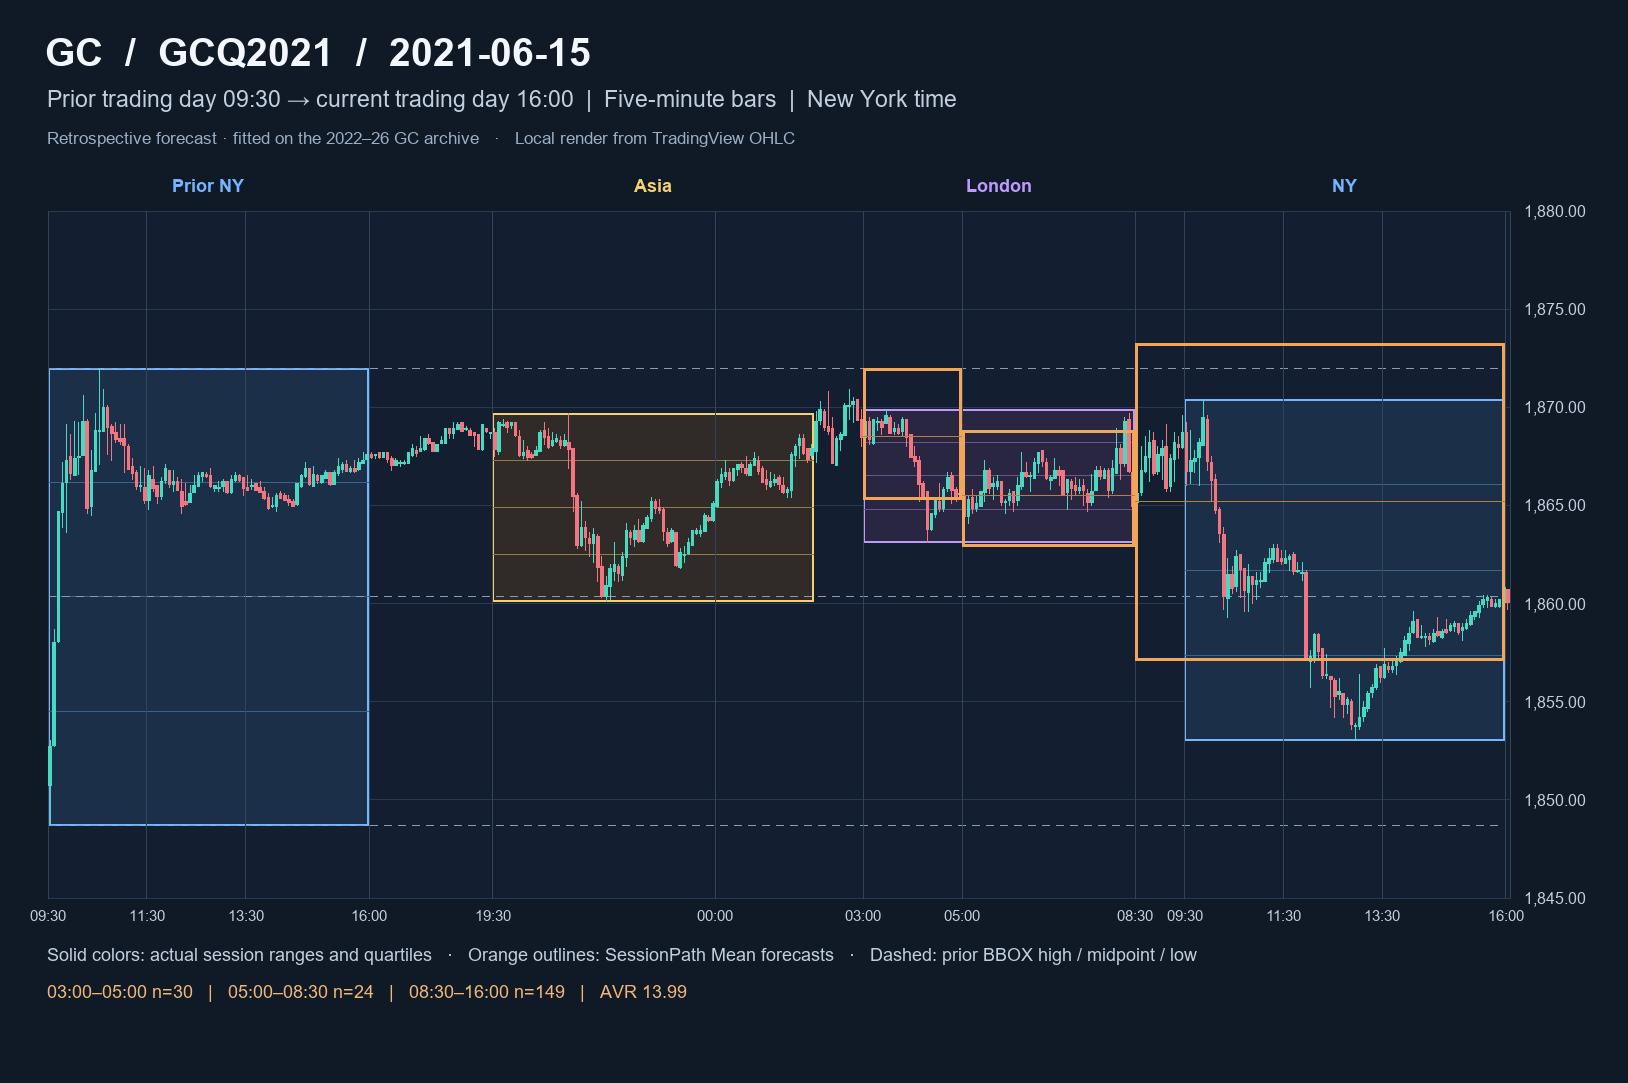 GC / GCQ2021 / 2021-06-15
Prior trading day 09:30 → current trading day 16:00 | Five-minute bars | New York time
Retrospective forecast · fitted on the 2022–26 GC archive · Local render from TradingView OHLC
Prior NY Asia London NY
1,880.00
1,875.00
1,870.00
1,865.00
1,860.00
1,855.00
1,850.00
1,845.00
09:30 11:30 13:30 16:00 19:30 00:00 03:00 05:00 08:30 09:30 11:30 13:30 16:00
Solid colors: actual session ranges and quartiles · Orange outlines: SessionPath Mean forecasts · Dashed: prior BBOX high / midpoint / low
03:00–05:00 n=30 | 05:00–08:30 n=24 | 08:30–16:00 n=149 | AVR 13.99